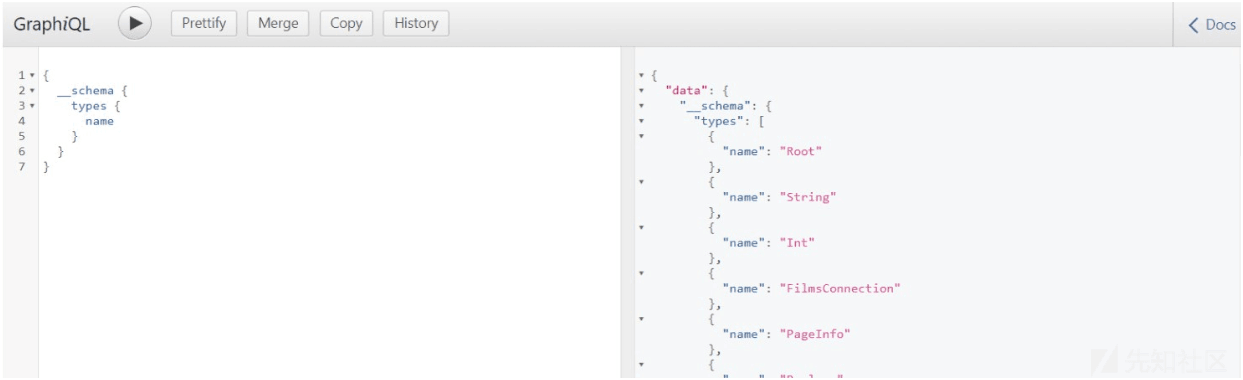 GraphiQL Prettify Merge Copy History Docs
1 {
2 __schema {
3 types {
4 name
5 }
6 }
7 }
{
"data": {
"__schema": {
"types": [
{
"name": "Root"
},
{
"name": "String"
},
{
"name": "Int"
},
{
"name": "FilmsConnection"
},
{
"name": "PageInfo"
},
{
先知社区